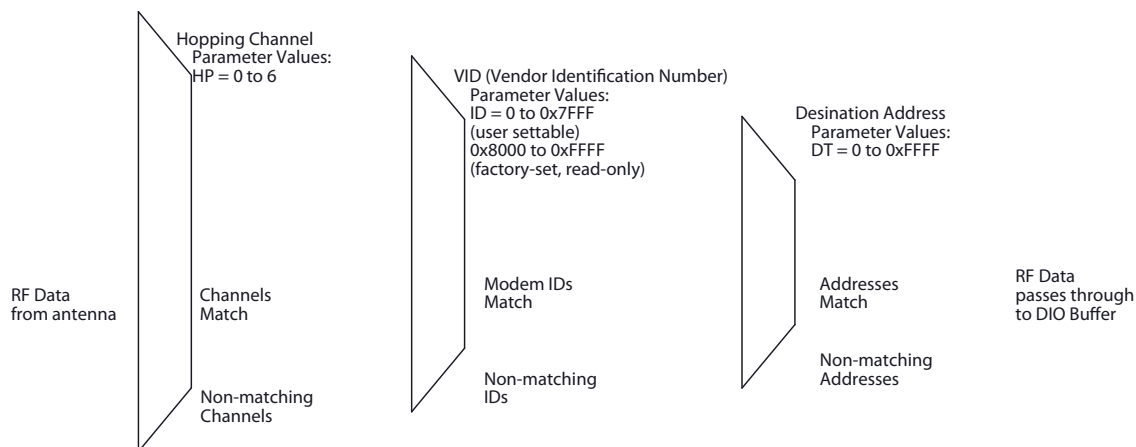 Hopping Channel
Parameter Values:
HP = 0 to 6
VID (Vendor Identification Number)
Parameter Values:
ID = 0 to 0x7FFF
(user settable)
0x8000 to 0xFFFF
(factory-set, read-only)
Desination Address
Parameter Values:
DT = 0 to 0xFFFF
RF Data
from antenna
Channels
Match
Modem IDs
Match
Addresses
Match
RF Data
passes through
to DIO Buffer
Non-matching
Channels
Non-matching
IDs
Non-matching
Addresses